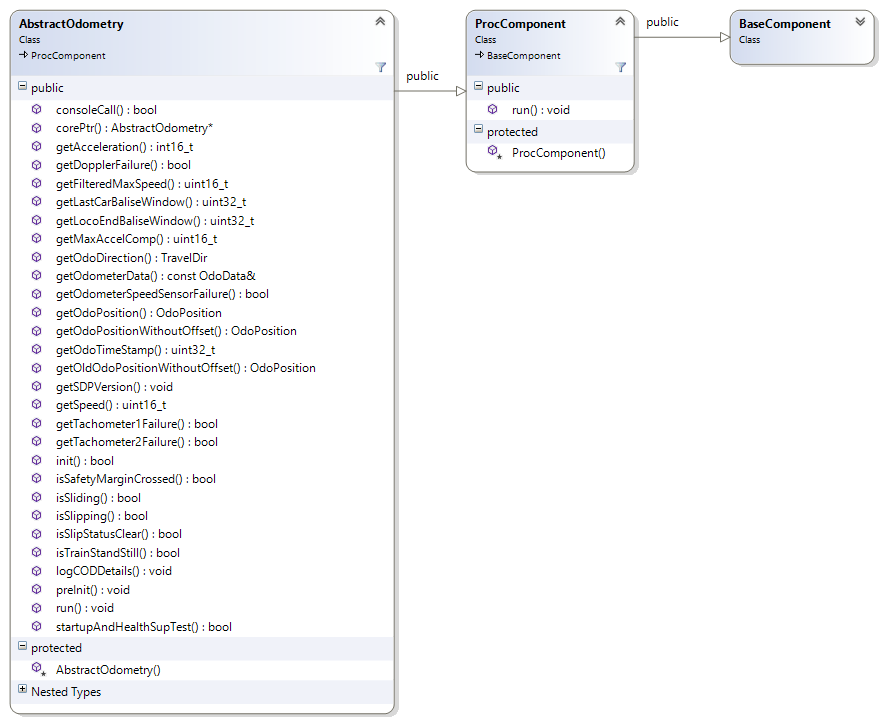 AbstractOdometry
Class
ProcComponent
public
consoleCall() : bool
corePtr() : AbstractOdometry*
getAcceleration() : int16_t
getDopplerFailure() : bool
getFilteredMaxSpeed() : uint16_t
getLastCarBaliseWindow() : uint32_t
getLocoEndBaliseWindow() : uint32_t
getMaxAccelComp() : uint16_t
getOdoDirection() : TravelDir
getOdometerData() : const OdoData&
getOdometerSpeedSensorFailure() : bool
getOdoPosition() : OdoPosition
getOdoPositionWithoutOffset() : OdoPosition
getOdoTimeStamp() : uint32_t
getOldOdoPositionWithoutOffset() : OdoPosition
getSDPVersion() : void
getSpeed() : uint16_t
getTachometer1Failure() : bool
getTachometer2Failure() : bool
init() : bool
isSafetyMarginCrossed() : bool
isSliding() : bool
isSlipping() : bool
isSlipStatusClear() : bool
isTrainStandStill() : bool
logCODDetails() : void
preInit() : void
run() : void
startupAndHealthSupTest() : bool
protected
AbstractOdometry()
Nested Types
public
ProcComponent
Class
BaseComponent
public
run() : void
protected
ProcComponent()
public
BaseComponent
Class